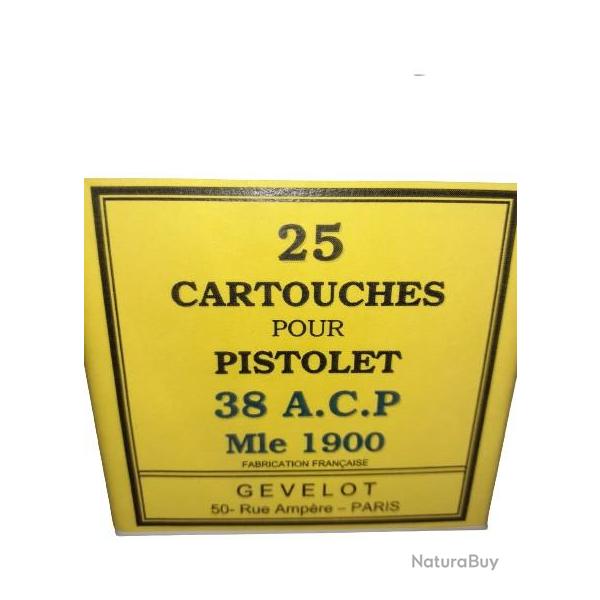 25
CARTOUCHES
POUR
PISTOLET
38 A.C.P
Mle 1900
FABRICATION FRANÇAISE
GEVELOT
50- Rue Ampère – PARIS
NaturaBuy